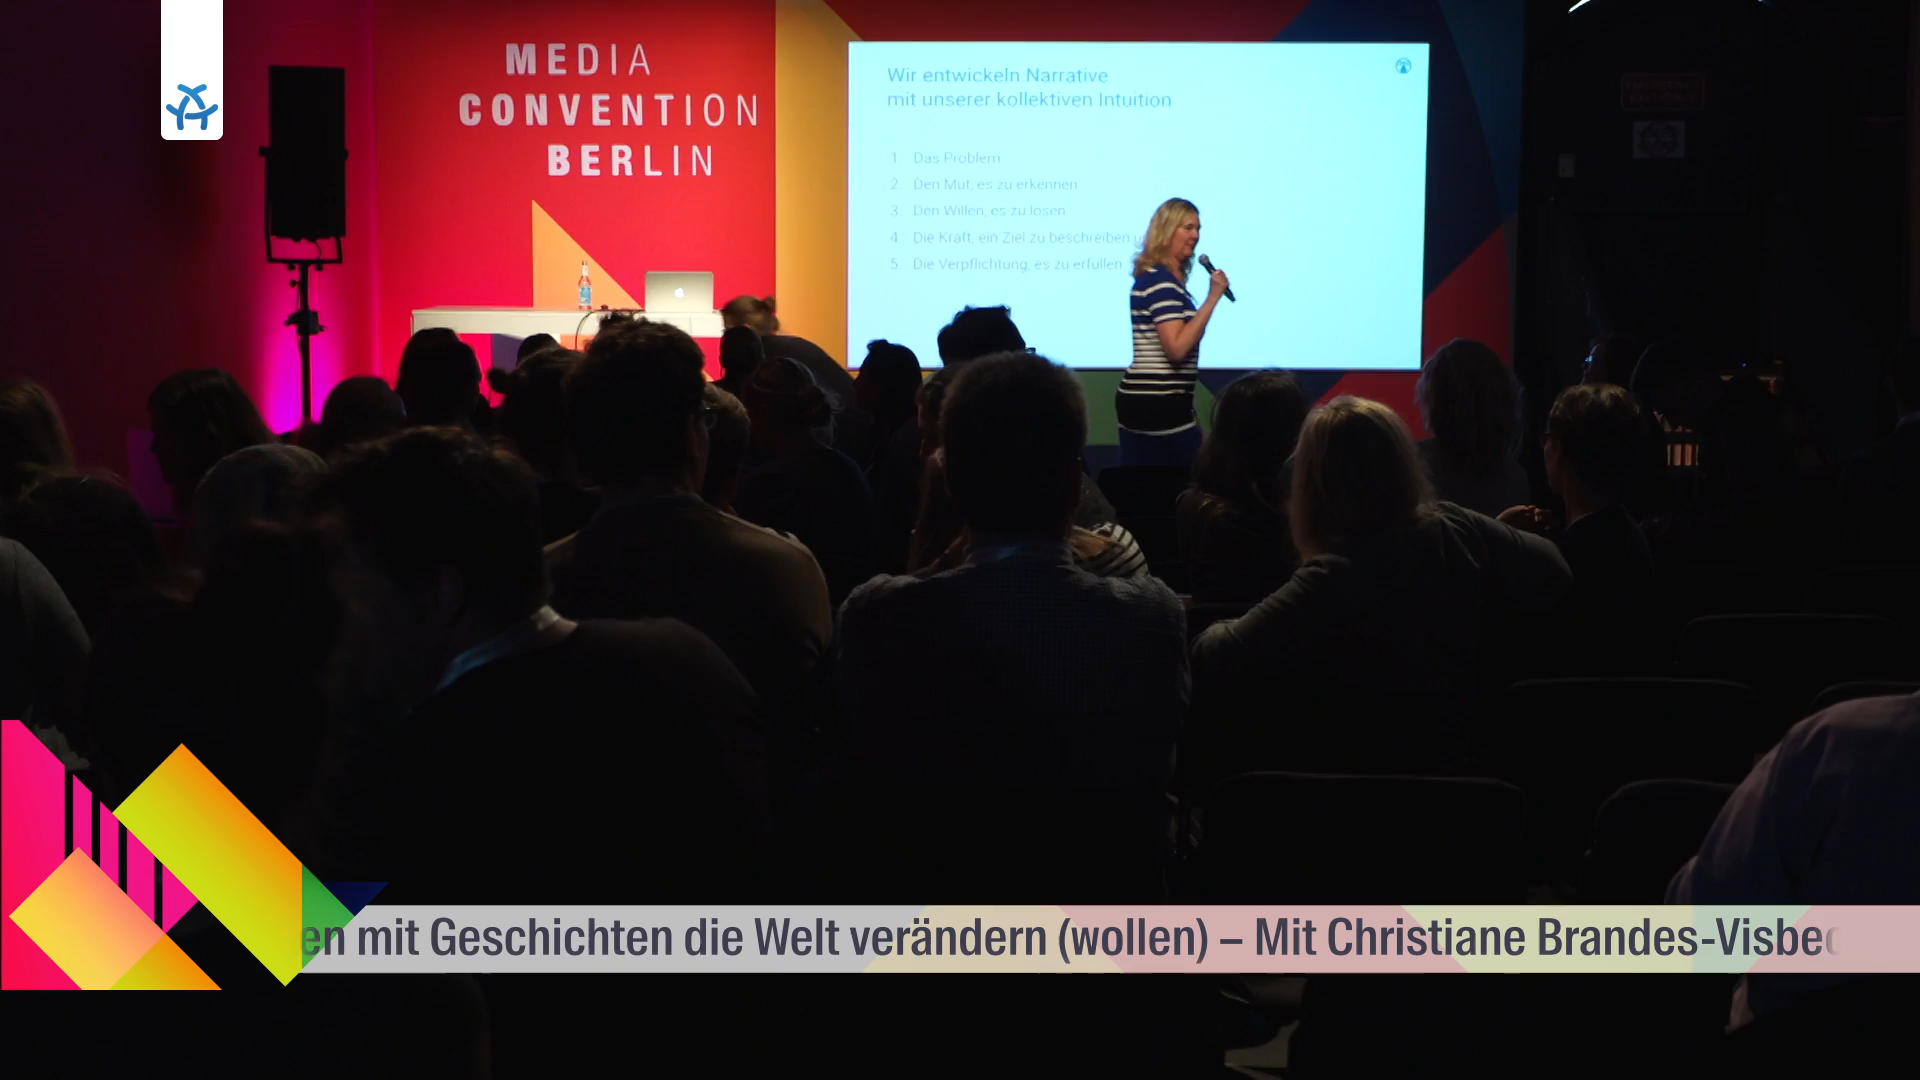 MEDIA
CONVENTION
BERLIN
Wir entwickeln Narrative
mit unserer kollektiven Intuition
1. Das Problem
2. Den Mut, es zu erkennen
3. Den Willen, es zu lösen
4. Die Kraft, ein Ziel zu beschreiben
5. Die Verpflichtung, es zu erfüllen
en mit Geschichten die Welt verändern (wollen) – Mit Christiane Brandes-Visbec